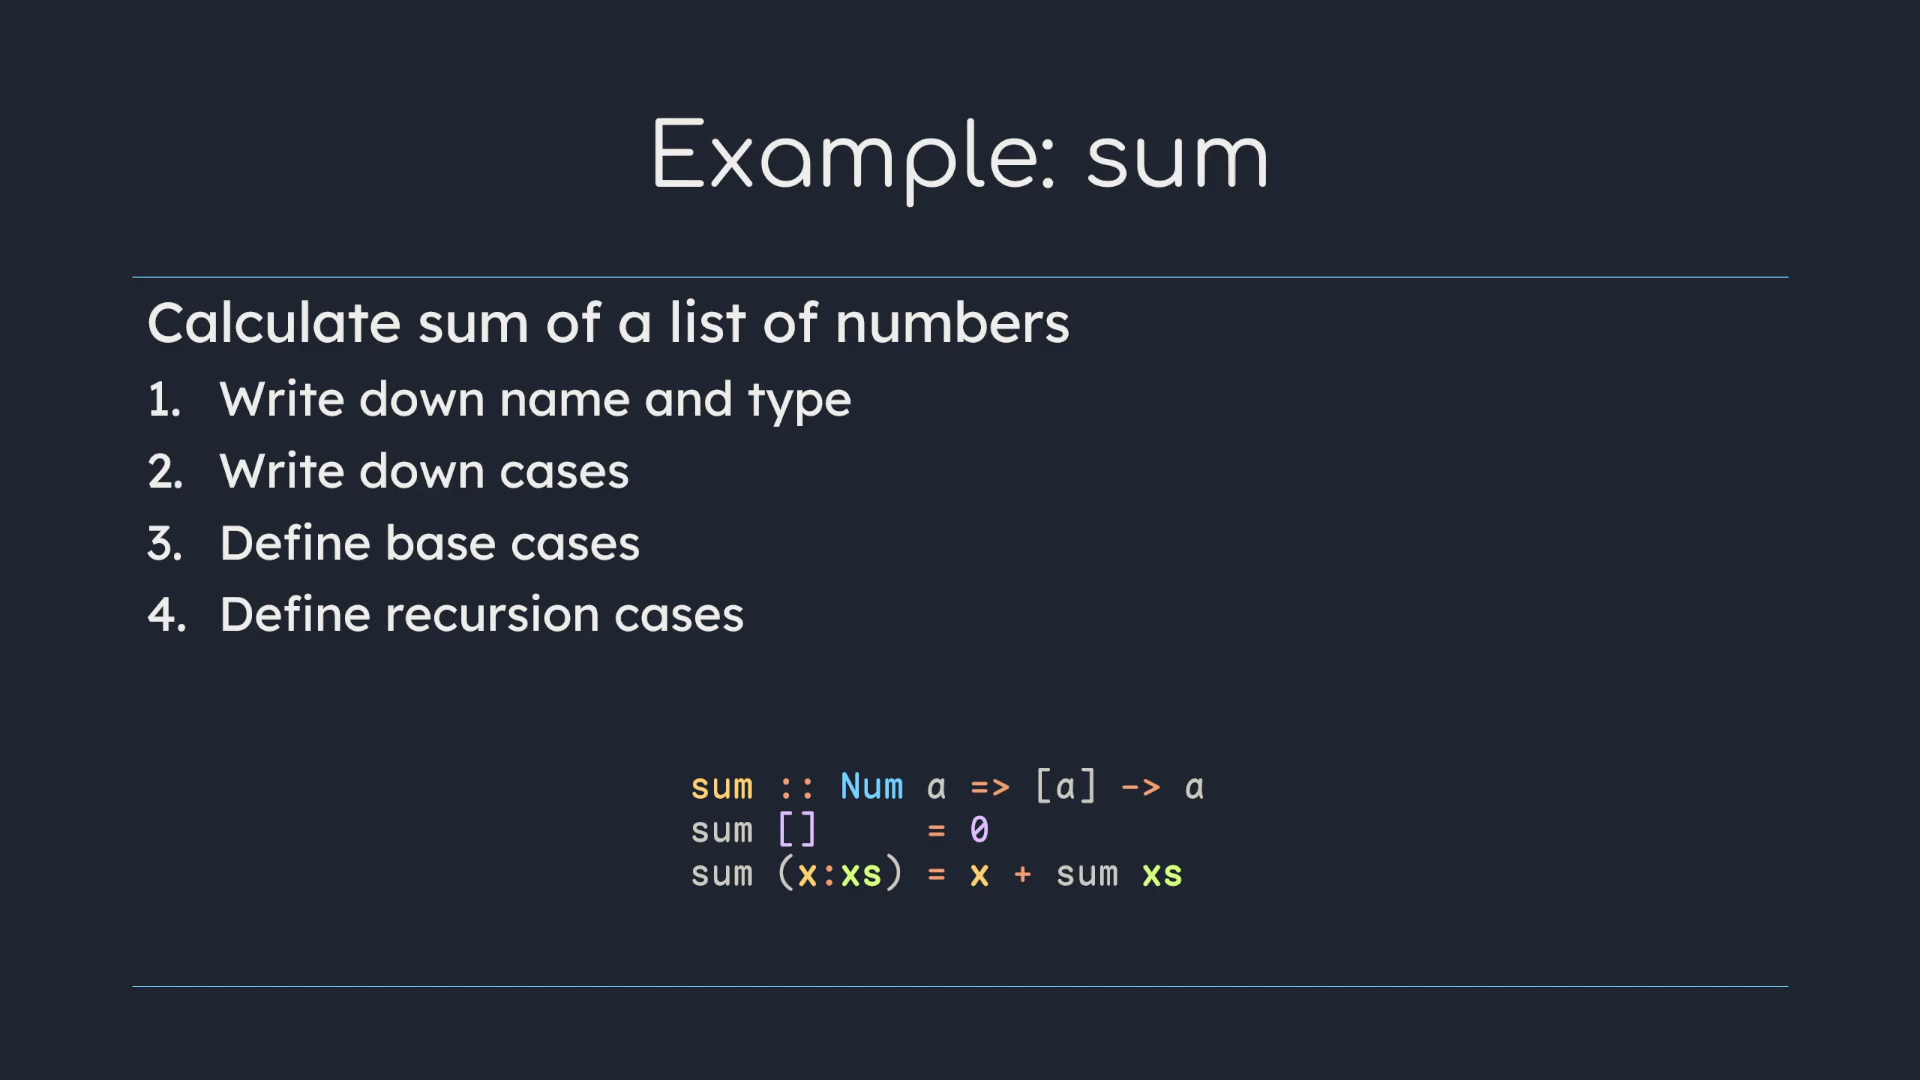 Example: sum
Calculate sum of a list of numbers
1. Write down name and type
2. Write down cases
3. Define base cases
4. Define recursion cases
sum :: Num a => [a] -> a
sum []     = 0
sum (x:xs) = x + sum xs